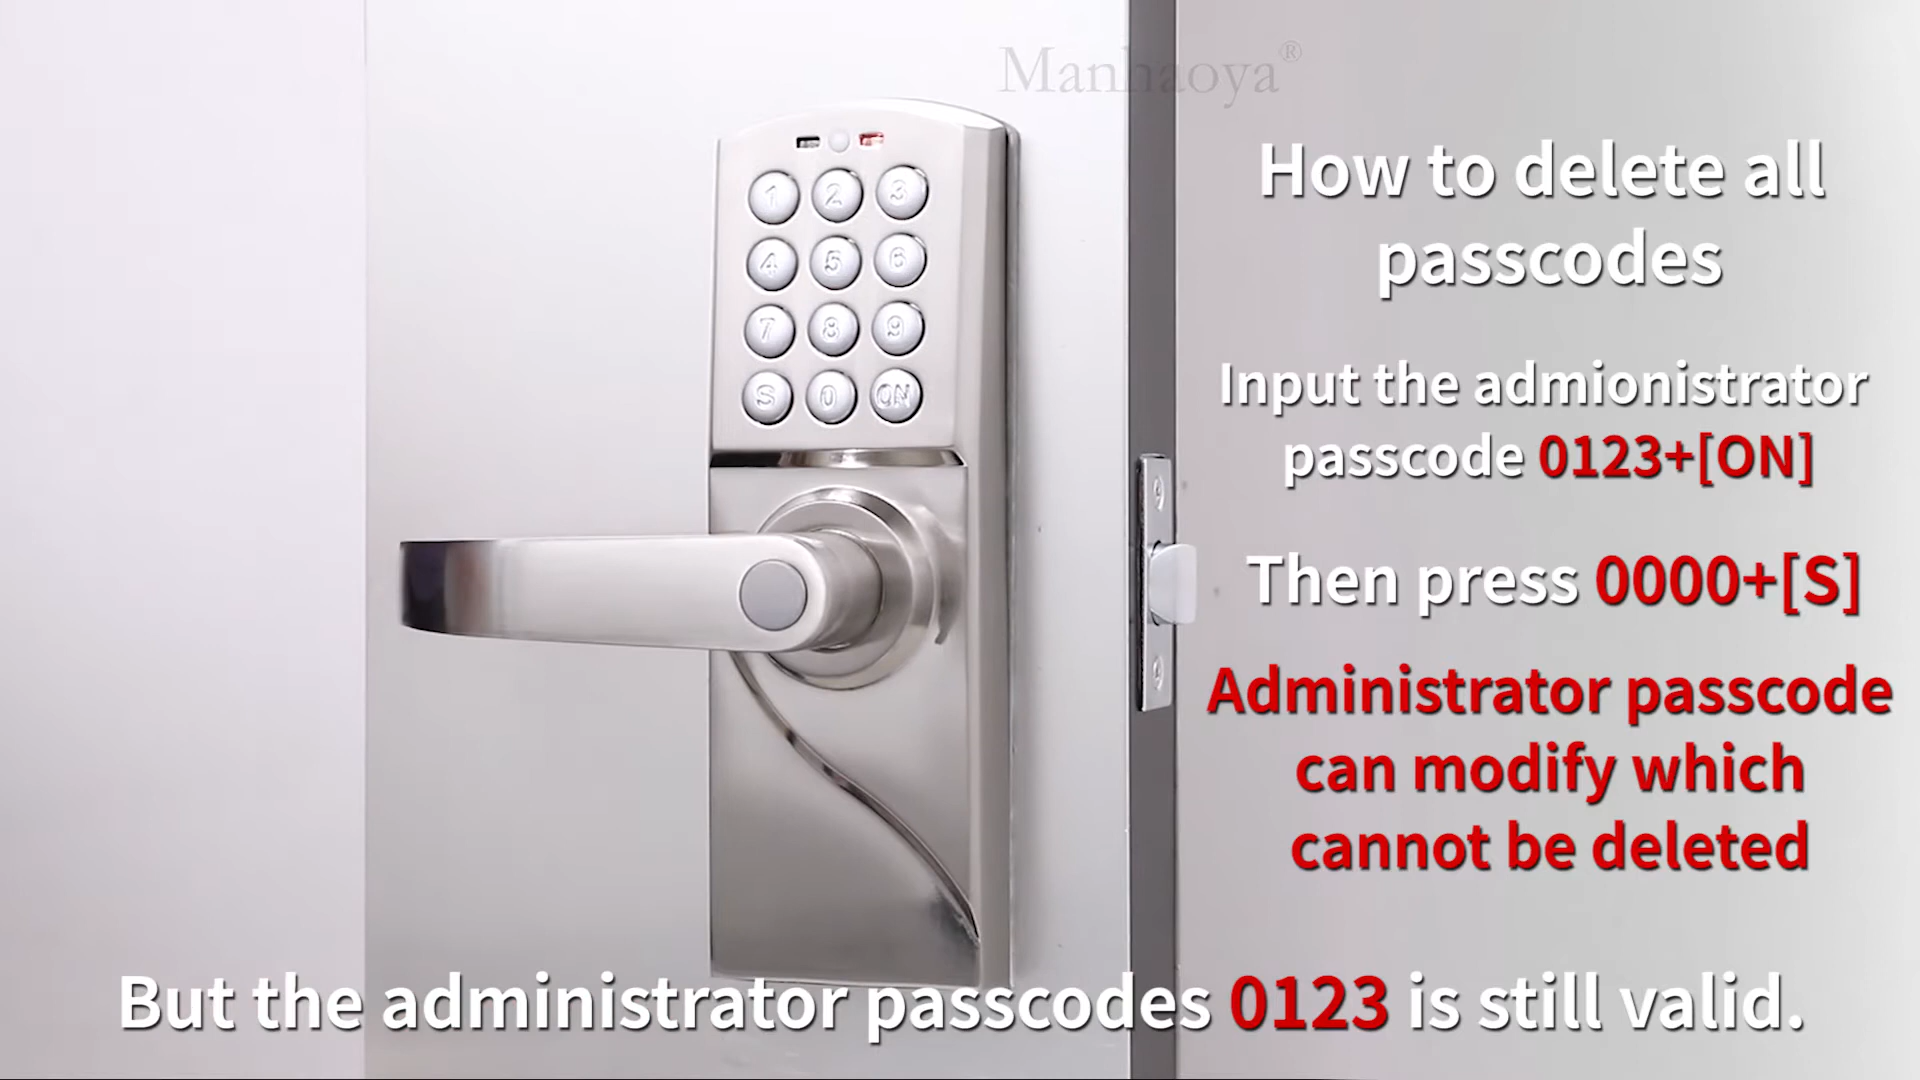 Manhaoya®
How to delete all
passcodes
1 2 3
4 5 6
7 8 9
S 0 ON
Input the admionistrator
passcode 0123+[ON]
Then press 0000+[S]
Administrator passcode
can modify which
cannot be deleted
But the administrator passcodes 0123 is still valid.